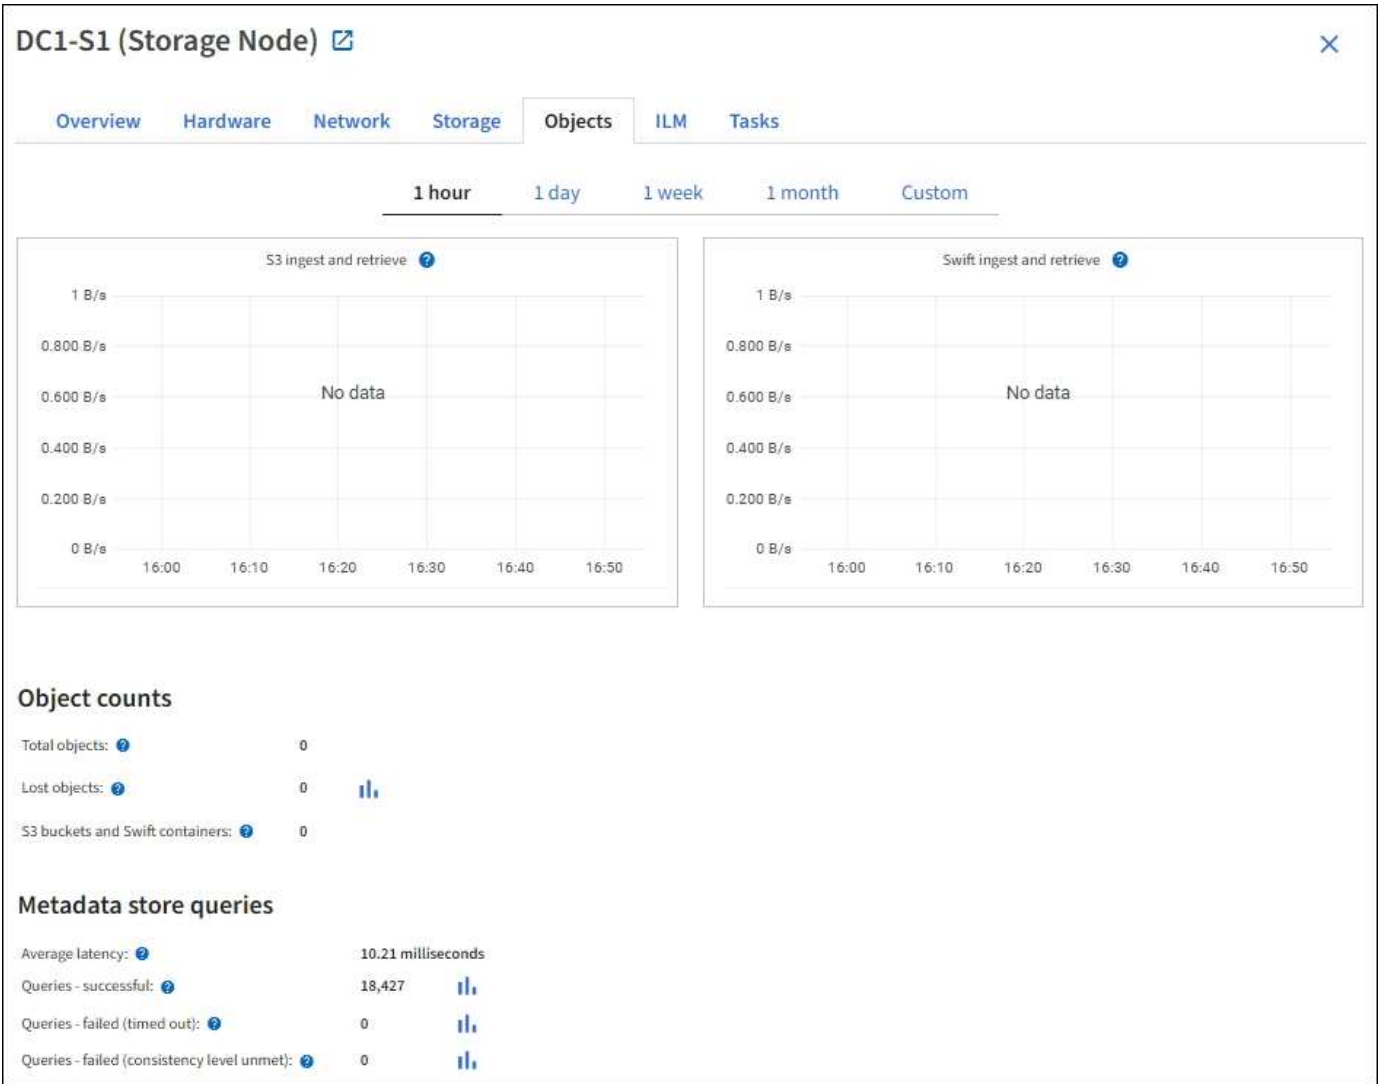 DC1-S1 (Storage Node)
Overview Hardware Network Storage Objects ILM Tasks
1 hour 1 day 1 week 1 month Custom
S3 ingest and retrieve
1 B/s
0.800 B/s
0.600 B/s
0.400 B/s
0.200 B/s
0 B/s
No data
16:00 16:10 16:20 16:30 16:40 16:50
Swift ingest and retrieve
1 B/s
0.800 B/s
0.600 B/s
0.400 B/s
0.200 B/s
0 B/s
No data
16:00 16:10 16:20 16:30 16:40 16:50
Object counts
Total objects: ? 0
Lost objects: ? 0
S3 buckets and Swift containers: ? 0
Metadata store queries
Average latency: ? 10.21 milliseconds
Queries - successful: ? 18,427
Queries - failed (timed out): ? 0
Queries - failed (consistency level unmet): ? 0